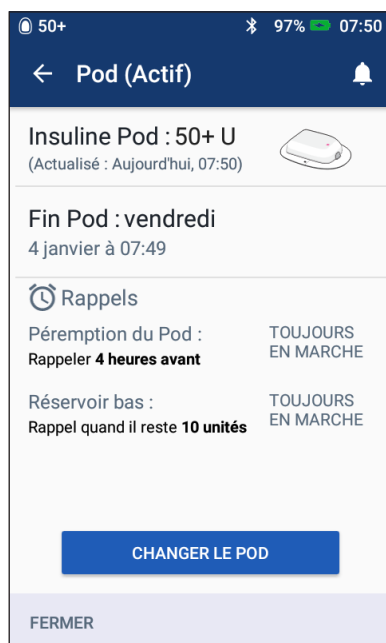 50+ 97% 07:50
Pod (Actif)
Insuline Pod : 50+ U
(Actualisé : Aujourd'hui, 07:50)
Fin Pod : vendredi
4 janvier à 07:49
Rappels
Péremption du Pod :
Rappeler 4 heures avant
TOUJOURS
EN MARCHE
Réservoir bas :
Rappel quand il reste 10 unités
TOUJOURS
EN MARCHE
CHANGER LE POD
FERMER